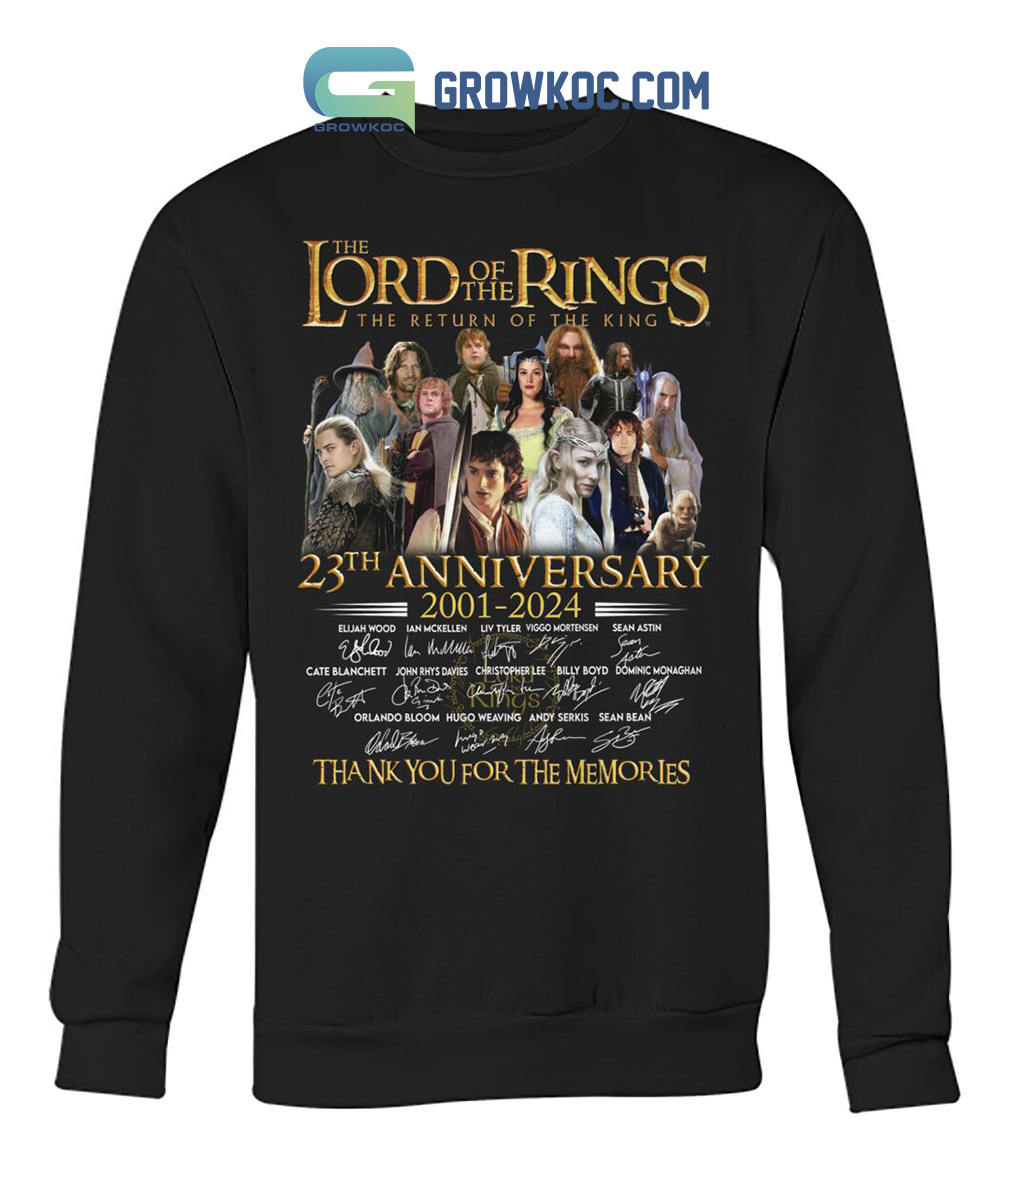 GROWKOC.COM
GROWKOC
THE LORD OF THE RINGS
THE RETURN OF THE KING
23TH ANNIVERSARY
2001-2024
ELIJAH WOOD IAN MCKELLEN LIV TYLER VIGGO MORTENSEN SEAN ASTIN
CATE BLANCHETT JOHN RHYS DAVIES CHRISTOPHER LEE BILLY BOYD DOMINIC MONAGHAN
ORLANDO BLOOM HUGO WEAVING ANDY SERKIS SEAN BEAN
THANK YOU FOR THE MEMORIES